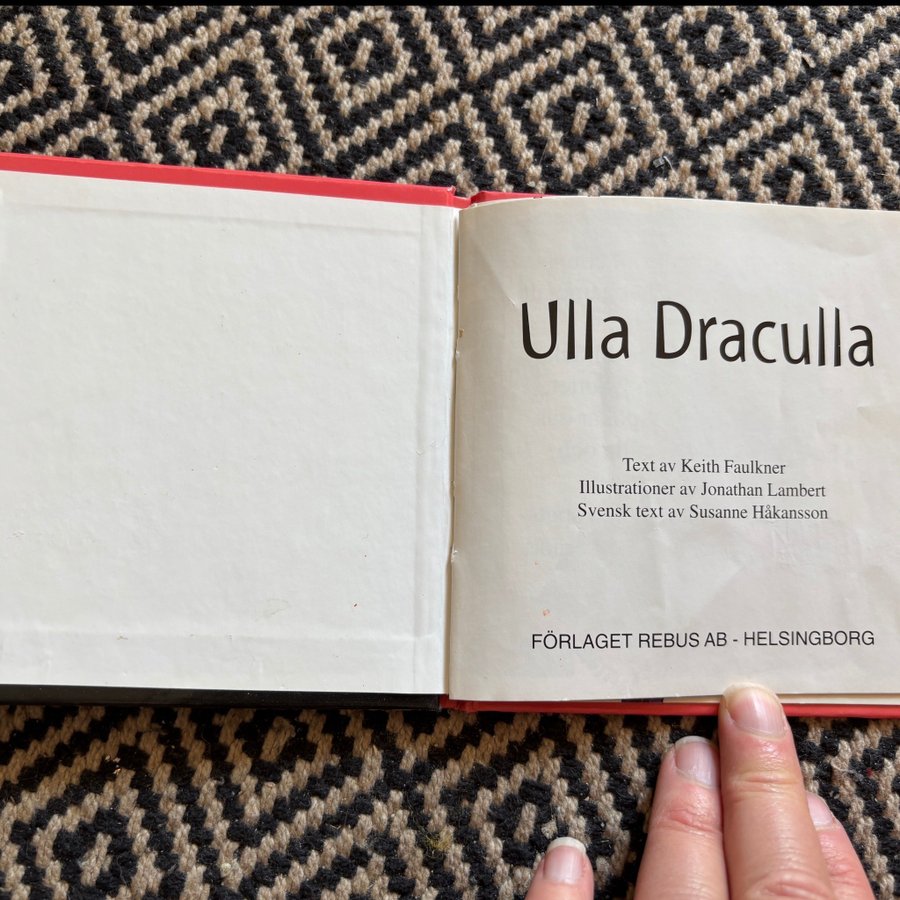 Ulla Draculla
Text av Keith Faulkner
Illustrationer av Jonathan Lambert
Svensk text av Susanne Håkansson
FÖRLAGET REBUS AB - HELSINGBORG